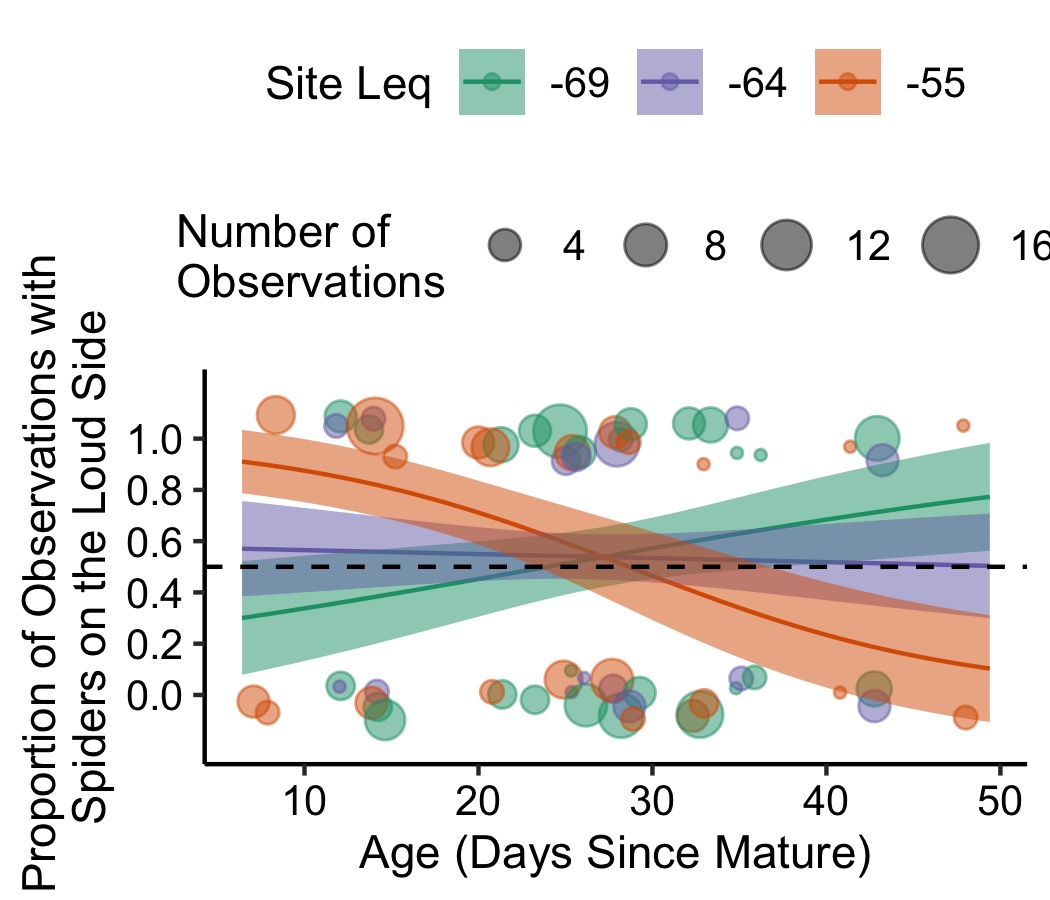 Site Leq -69 -64 -55
Number of
Observations 4 8 12 16
Proportion of Observations with
Spiders on the Loud Side
1.0
0.8
0.6
0.4
0.2
0.0
10 20 30 40 50
Age (Days Since Mature)